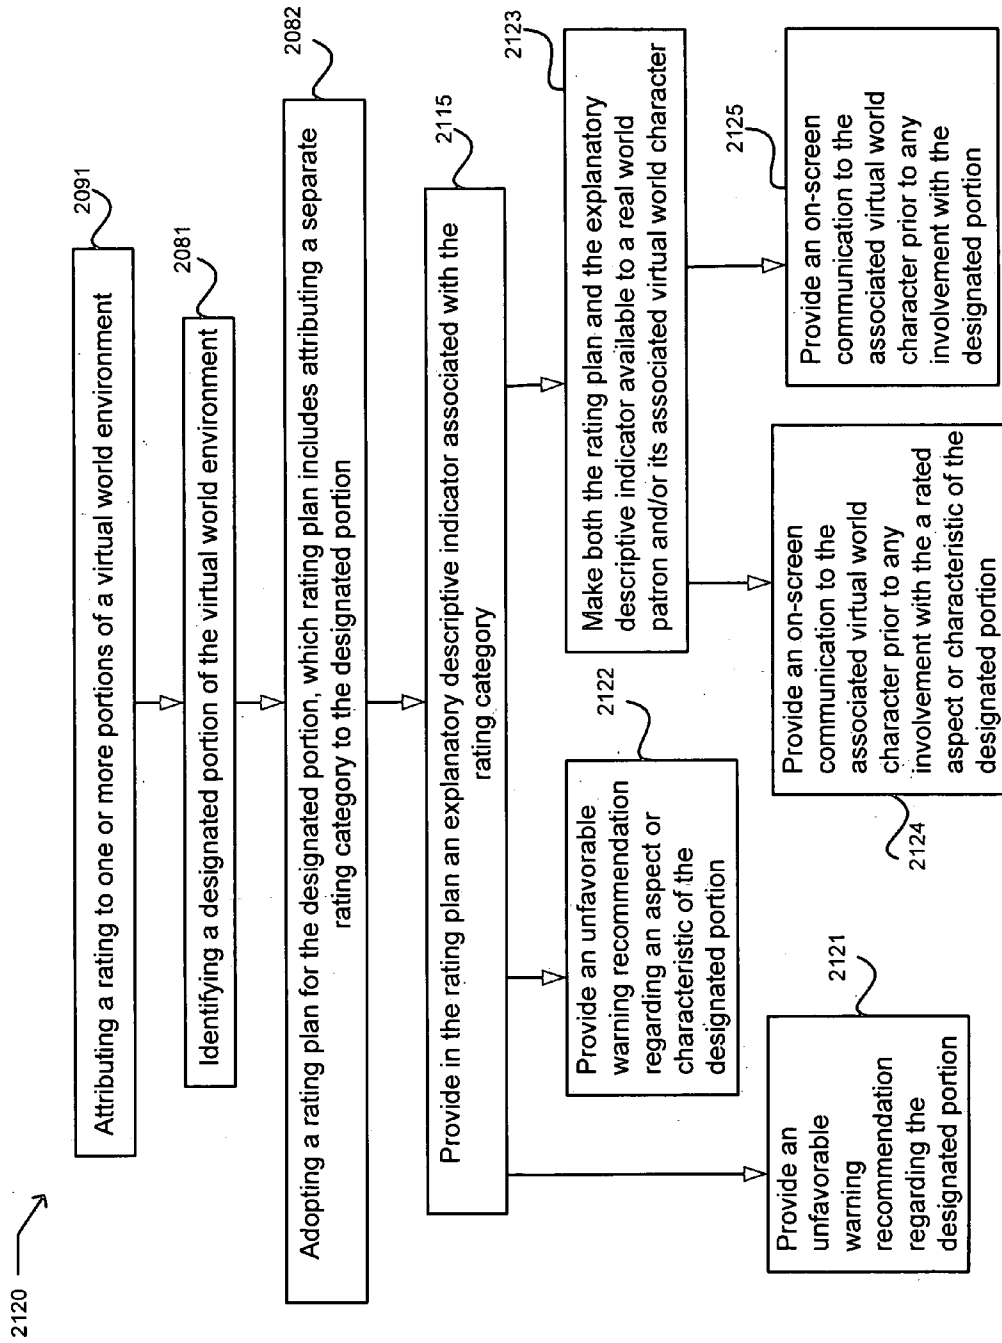 2120
Attributing a rating to one or more portions of a virtual world environment
2091
Identifying a designated portion of the virtual world environment
2081
Adopting a rating plan for the designated portion, which rating plan includes attributing a separate
rating category to the designated portion
2082
Provide in the rating plan an explanatory descriptive indicator associated with the
rating category
2115
Provide an
unfavorable
warning
recommendation
regarding the
designated portion
2121
Provide an unfavorable
warning recommendation
regarding an aspect or
characteristic of the
designated portion
2122
Make both the rating plan and the explanatory
descriptive indicator available to a real world
patron and/or its associated virtual world character
2123
Provide an on-screen
communication to the
associated virtual world
character prior to any
involvement with the a rated
aspect or characteristic of the
designated portion
2124
Provide an on-screen
communication to the
associated virtual world
character prior to any
involvement with the
designated portion
2125